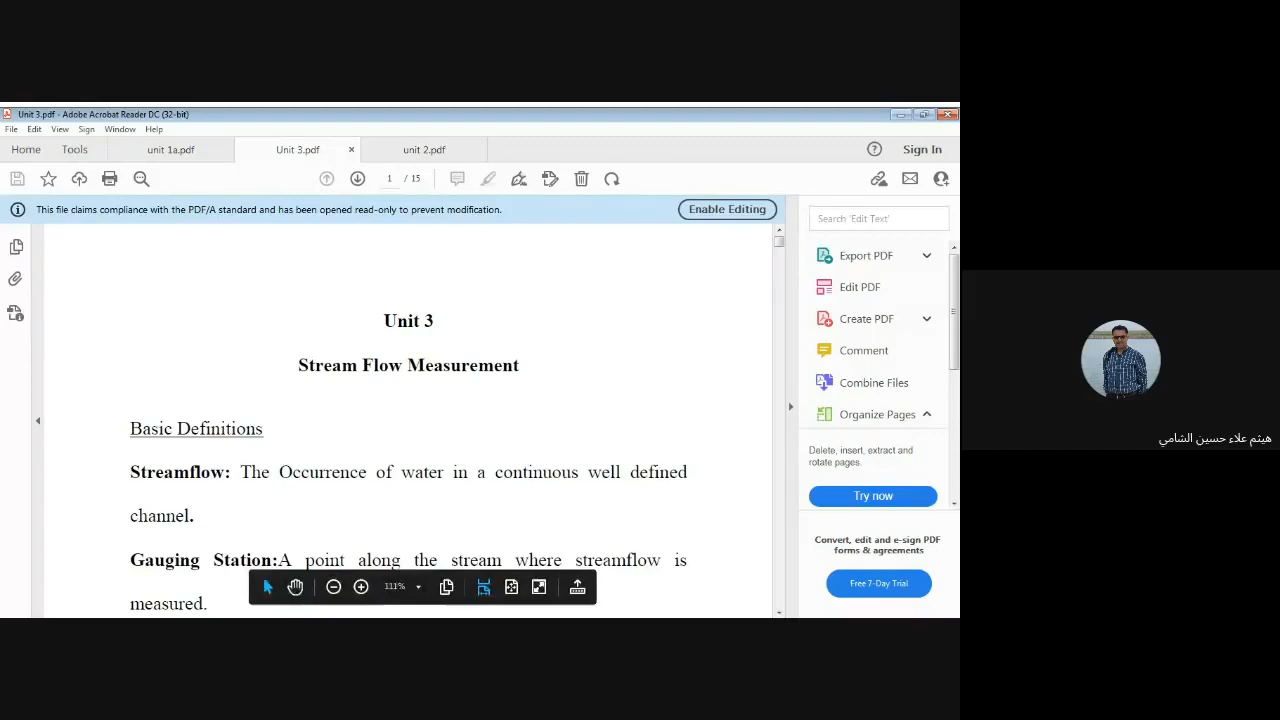 Unit 3.pdf - Adobe Acrobat Reader DC (32-bit)
File Edit View Sign Window Help
Home Tools unit 1a.pdf Unit 3.pdf × unit 2.pdf Sign In
1 / 15
This file claims compliance with the PDF/A standard and has been opened read-only to prevent modification. Enable Editing
Search 'Edit Text'
Export PDF
Edit PDF
Create PDF
Comment
Combine Files
Organize Pages
Delete, insert, extract and
rotate pages.
Try now
Convert, edit and e-sign PDF
forms & agreements
Free 7-Day Trial
Unit 3
Stream Flow Measurement
Basic Definitions
Streamflow: The Occurrence of water in a continuous well defined
channel.
Gauging Station:A point along the stream where streamflow is
measured.
111%
هيثم علاء حسين الشامي